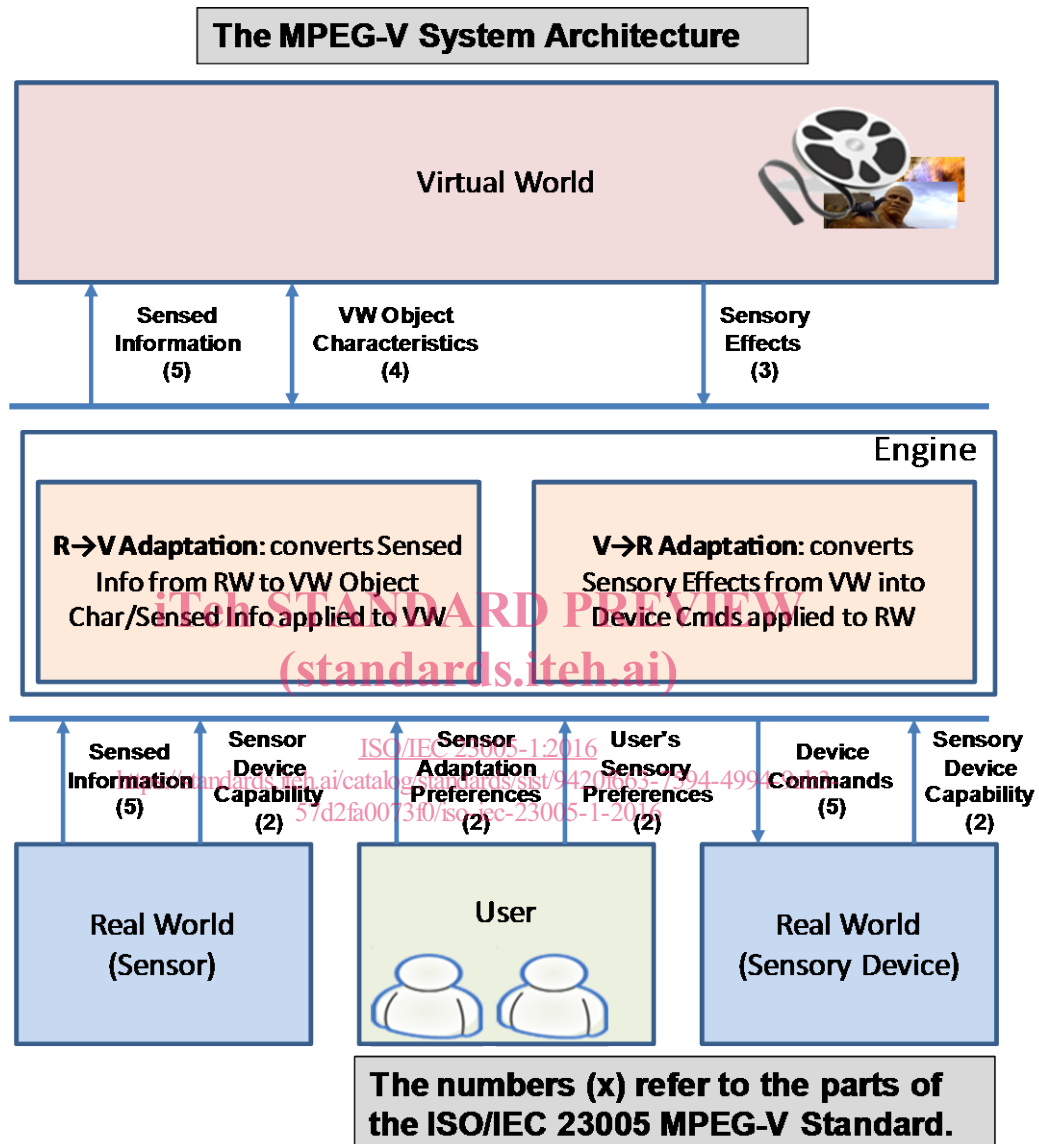 The MPEG-V System Architecture
Virtual World
Sensed
Information
(5)
VW Object
Characteristics
(4)
Sensory
Effects
(3)
Engine
R→V Adaptation: converts Sensed
Info from RW to VW Object
Char/Sensed Info applied to VW
V→R Adaptation: converts
Sensory Effects from VW into
Device Cmds applied to RW
iTeh STANDARD PREVIEW
(standards.iteh.ai)
Sensed
Information
(5)
Sensor
Device
Capability
(2)
Sensor
Adaptation
Preferences
(2)
User's
Sensory
Preferences
(2)
Device
Commands
(5)
Sensory
Device
Capability
(2)
ISO/IEC 23005-1:2016
57d2fa0073f0/iso-iec-23005-1-2016
Real World
(Sensor)
User
Real World
(Sensory Device)
The numbers (x) refer to the parts of
the ISO/IEC 23005 MPEG-V Standard.